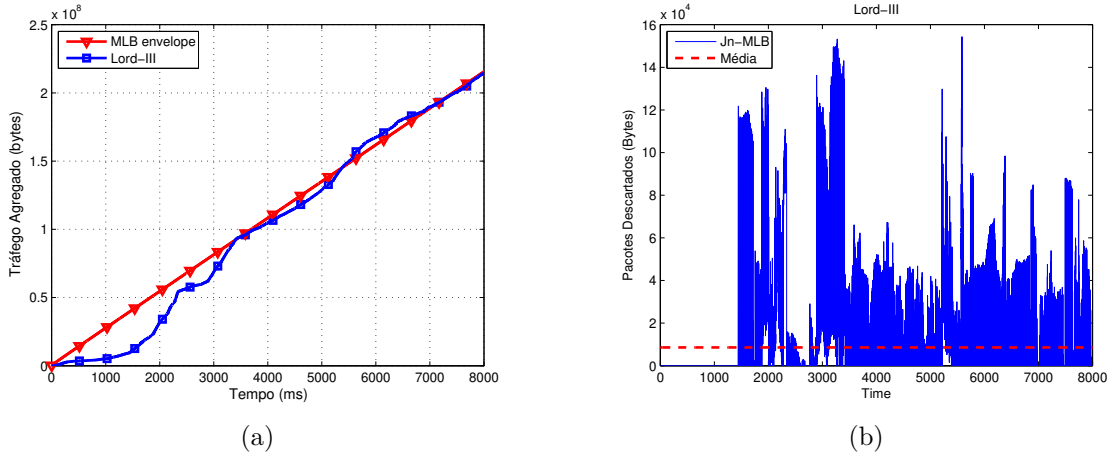 2.5 x 10^8
MLB envelope
Lord-III
2
1.5
1
0.5
0
Tráfego Agregado (bytes)
0 1000 2000 3000 4000 5000 6000 7000 8000
Tempo (ms)
(a)
Lord-III
16 x 10^4
Jn-MLB
Média
14
12
10
8
6
4
2
0
Pacotes Descartados (Bytes)
0 1000 2000 3000 4000 5000 6000 7000 8000
Time
(b)